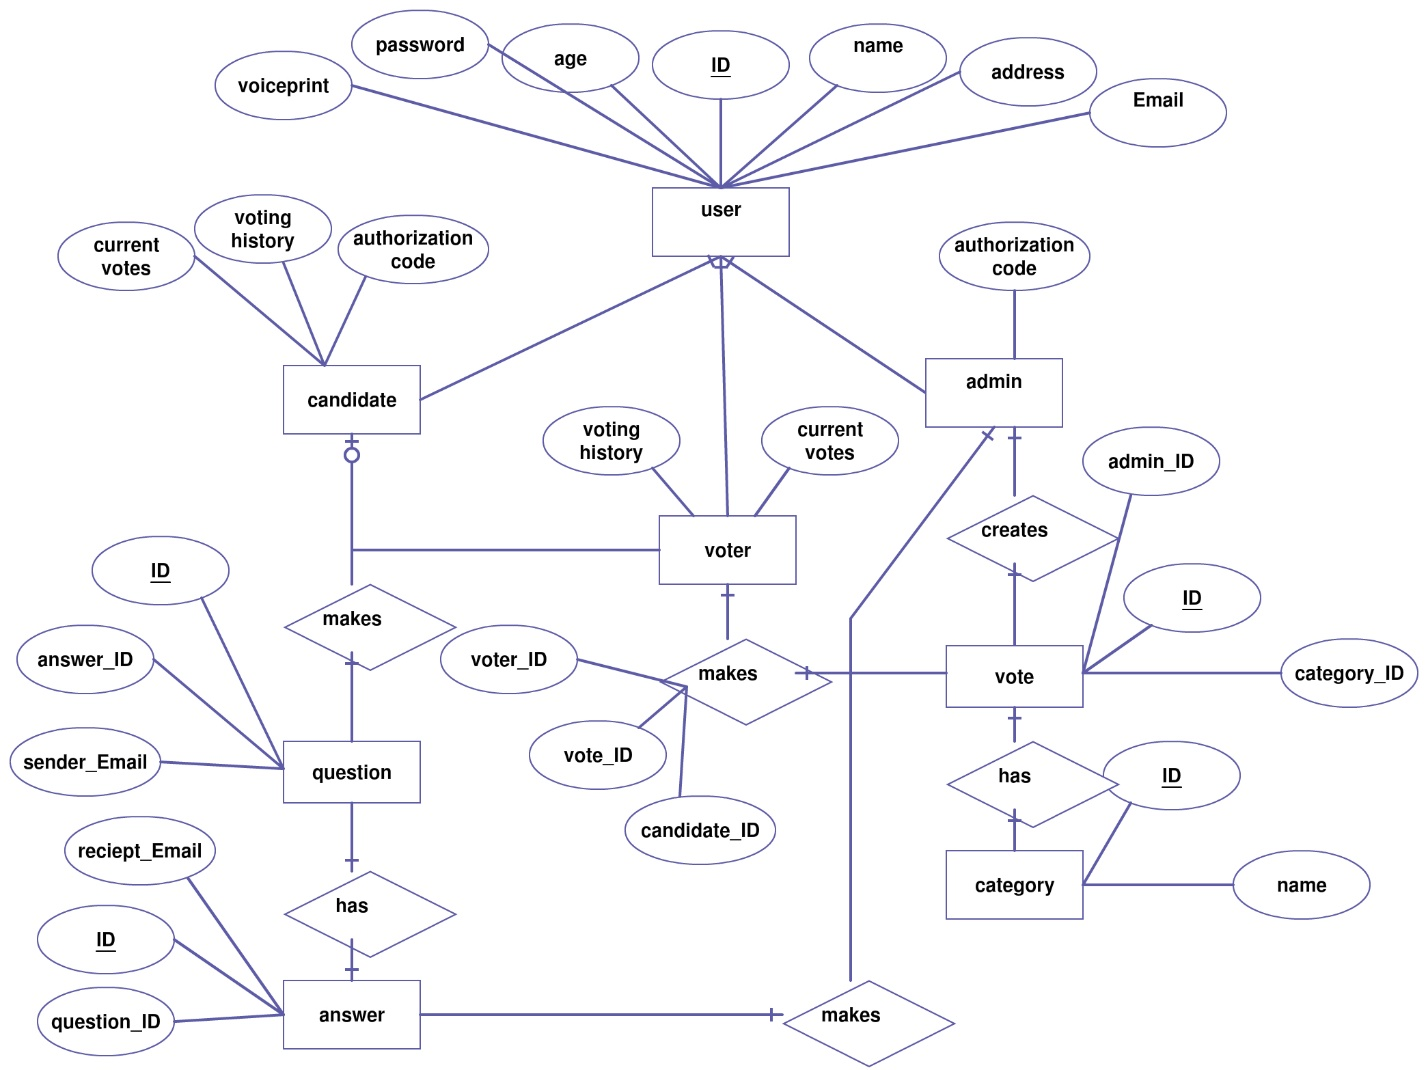 password
age
ID
name
voiceprint
address
Email
user
voting
history
authorization
code
current
votes
authorization
code
candidate
admin
voting
history
current
votes
admin_ID
creates
voter
ID
ID
makes
answer_ID
voter_ID
makes
vote
category_ID
sender_Email
question
vote_ID
has
ID
candidate_ID
reciept_Email
category
name
has
ID
question_ID
answer
makes